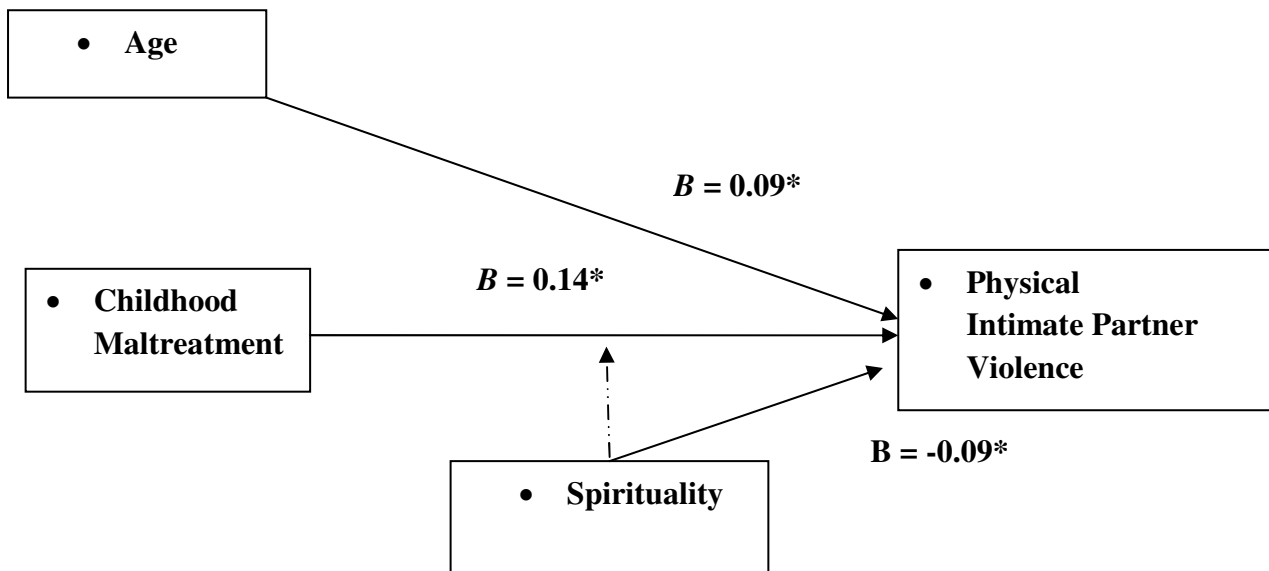 • Age
B = 0.09*
B = 0.14*
• Childhood
Maltreatment
• Physical
Intimate Partner
Violence
B = -0.09*
• Spirituality